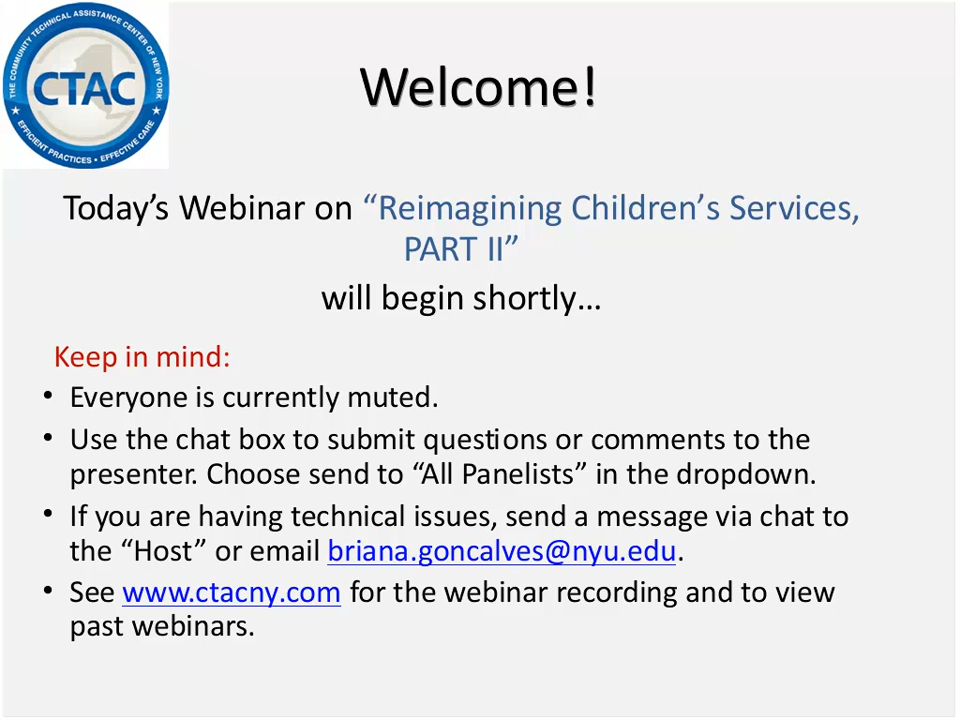 THE COMMUNITY TECHNICAL ASSISTANCE CENTER OF NEW YORK
CTAC
EFFICIENT PRACTICES • EFFECTIVE CARE
Welcome!
Today’s Webinar on “Reimagining Children’s Services,
PART II”
will begin shortly…
Keep in mind:
• Everyone is currently muted.
• Use the chat box to submit questions or comments to the
presenter. Choose send to “All Panelists” in the dropdown.
• If you are having technical issues, send a message via chat to
the “Host” or email briana.goncalves@nyu.edu.
• See www.ctacny.com for the webinar recording and to view
past webinars.